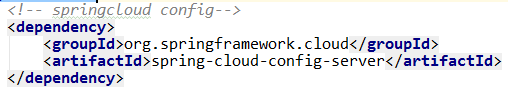 <!-- springcloud config-->
<dependency>
<groupId>org.springframework.cloud</groupId>
<artifactId>spring-cloud-config-server</artifactId>
</dependency>